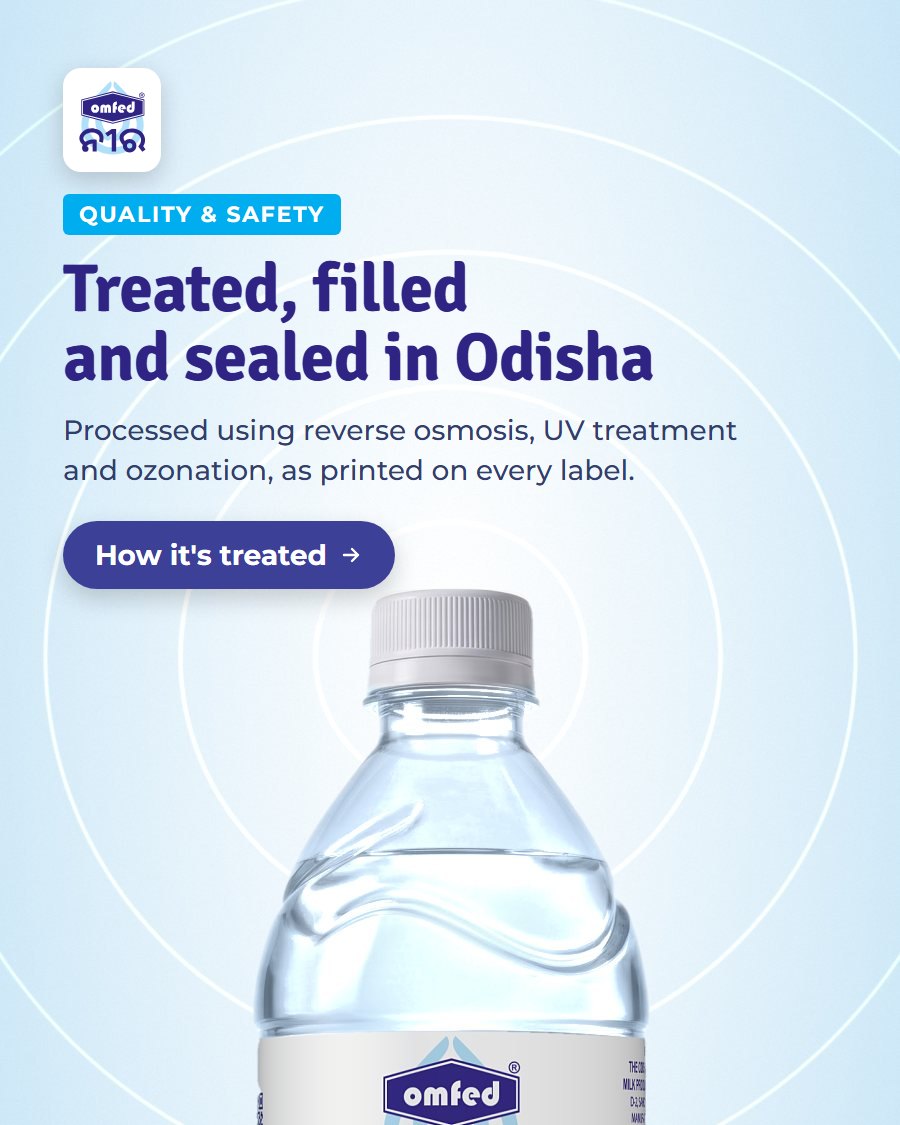 omfed
®
ନୀର
QUALITY & SAFETY
Treated, filled
and sealed in Odisha
Processed using reverse osmosis, UV treatment
and ozonation, as printed on every label.
How it's treated →
®
omfed